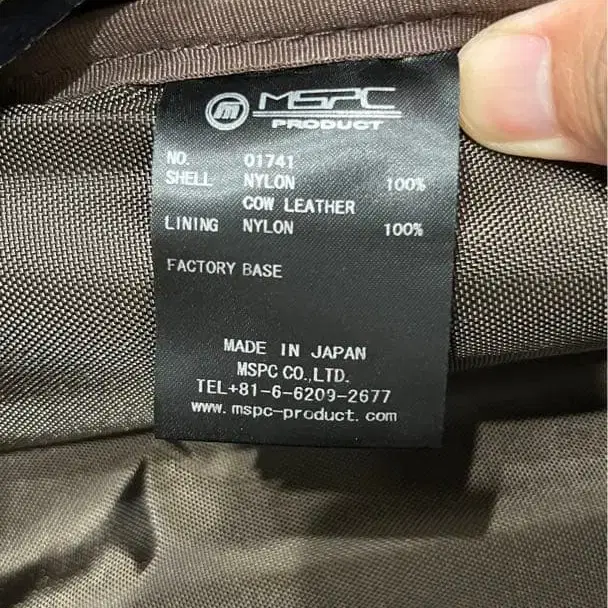 m MSPC
PRODUCT
NO. 01741
SHELL NYLON 100%
COW LEATHER
LINING NYLON 100%
FACTORY BASE
MADE IN JAPAN
MSPC CO.,LTD.
TEL+81-6-6209-2677
www.mspc-product.com